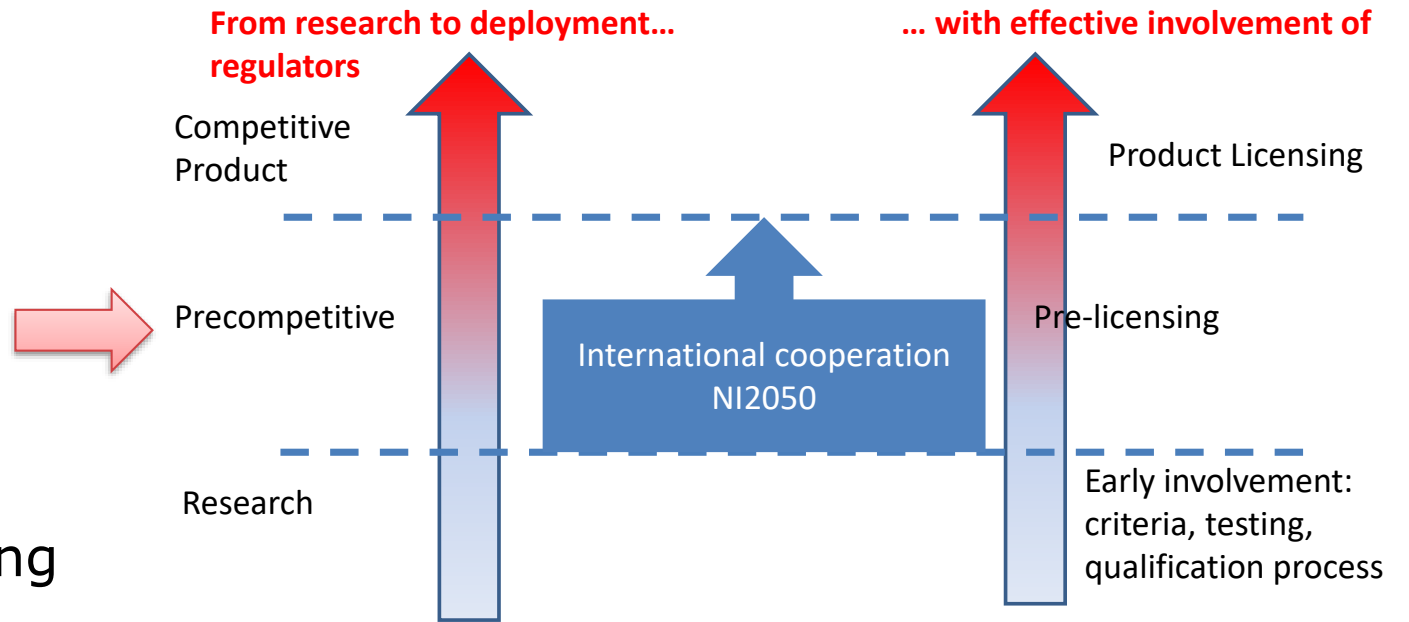 From research to deployment… … with effective involvement of
regulators
Competitive
Product
Product Licensing
Precompetitive
Pre-licensing
International cooperation
NI2050
Research
Early involvement:
criteria, testing,
qualification process
ng